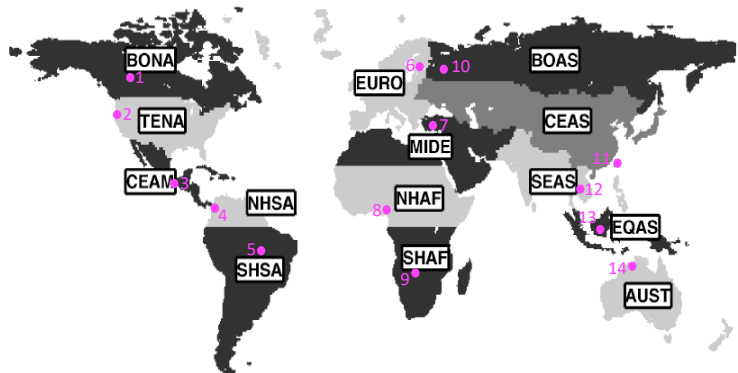 BONA
1
6
10
BOAS
EURO
2
TENA
7
CEAS
MIDE
11
CEAM
3
SEAS
12
NHSA
NHAF
4
8
13
EQAS
5
SHSA
SHAF
9
14
AUST